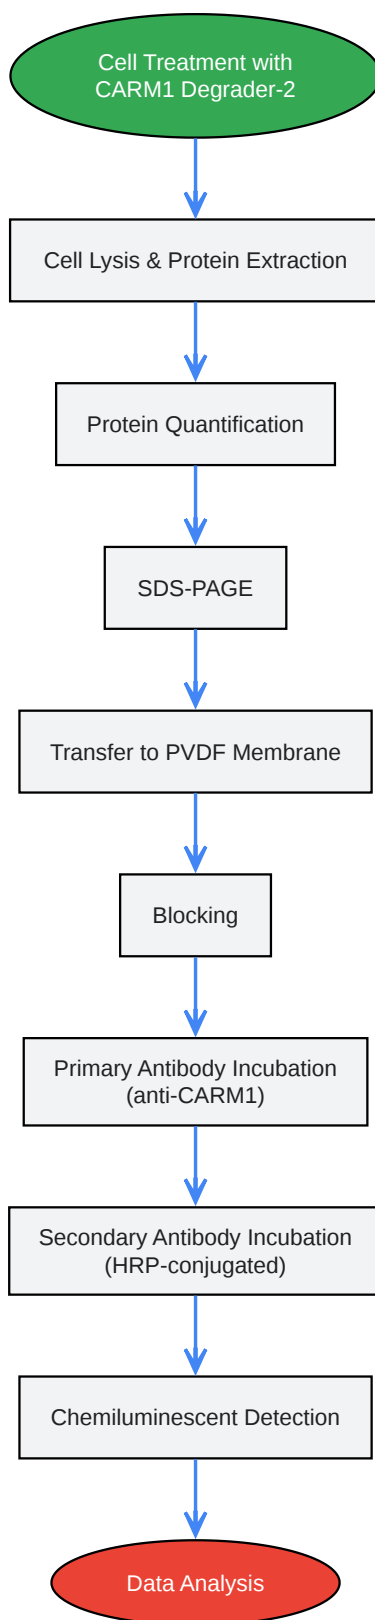 Cell Treatment with
CARM1 Degrader-2
Cell Lysis & Protein Extraction
Protein Quantification
SDS-PAGE
Transfer to PVDF Membrane
Blocking
Primary Antibody Incubation
(anti-CARM1)
Secondary Antibody Incubation
(HRP-conjugated)
Chemiluminescent Detection
Data Analysis